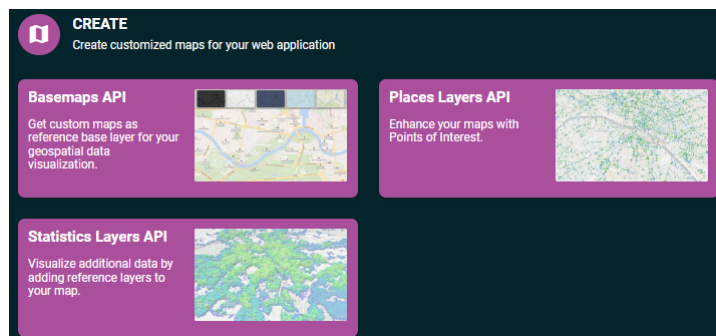 CREATE
Create customized maps for your web application
Basemaps API
Get custom maps as
reference base layer for your
geospatial data
visualization.
Places Layers API
Enhance your maps with
Points of Interest.
Statistics Layers API
Visualize additional data by
adding reference layers to
your map.